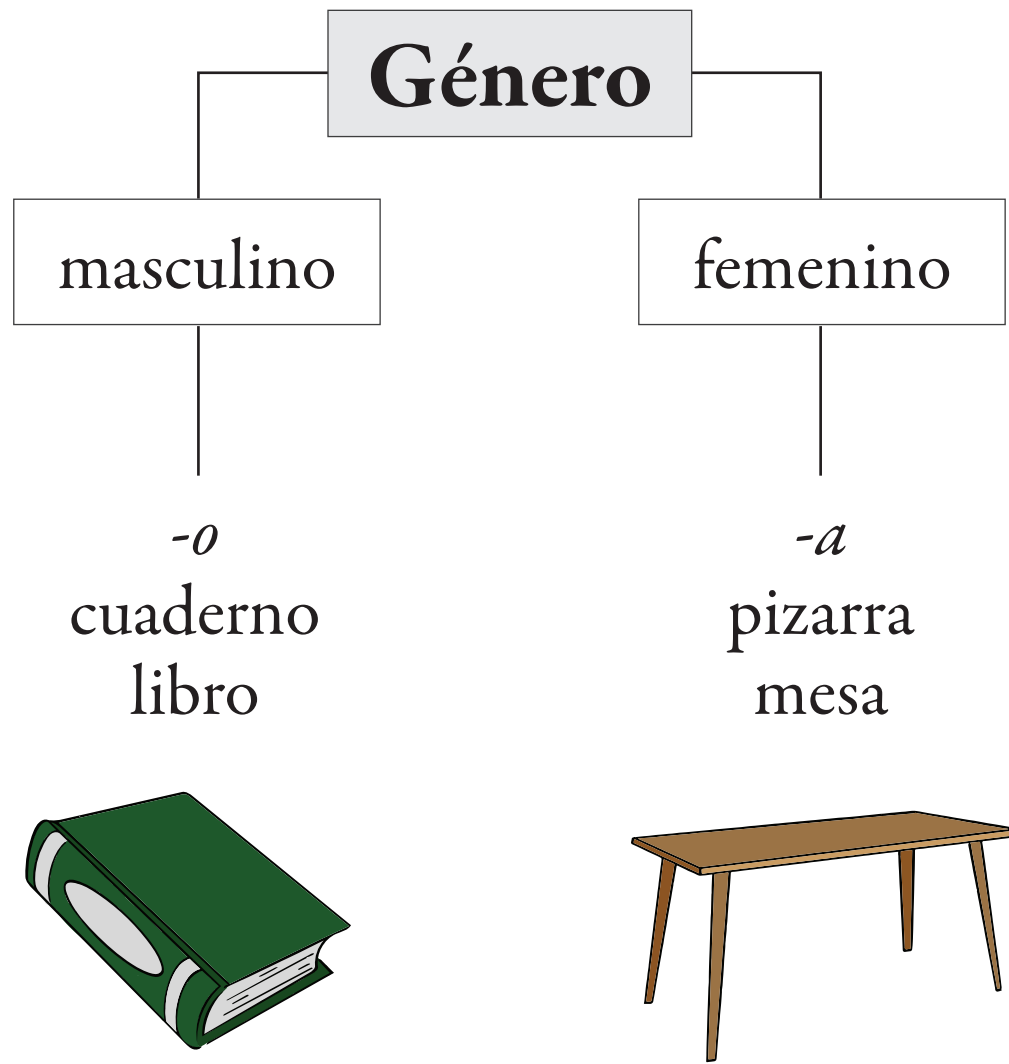 Género
masculino
femenino
-o
cuaderno
libro
-a
pizarra
mesa